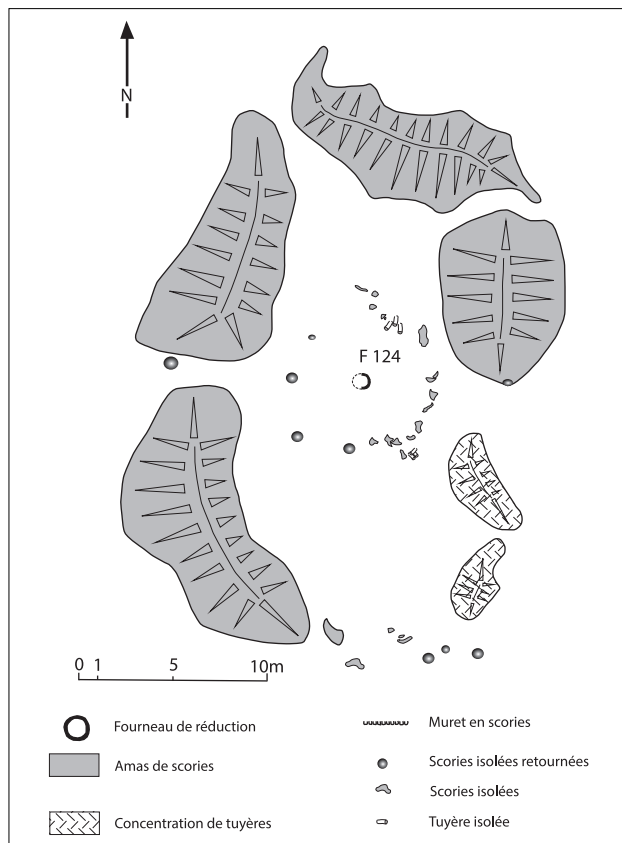 N
F 124
0 1 5 10m
Fourneau de réduction
Amas de scories
Concentration de tuyères
Muret en scories
Scories isolées retournées
Scories isolées
Tuyère isolée